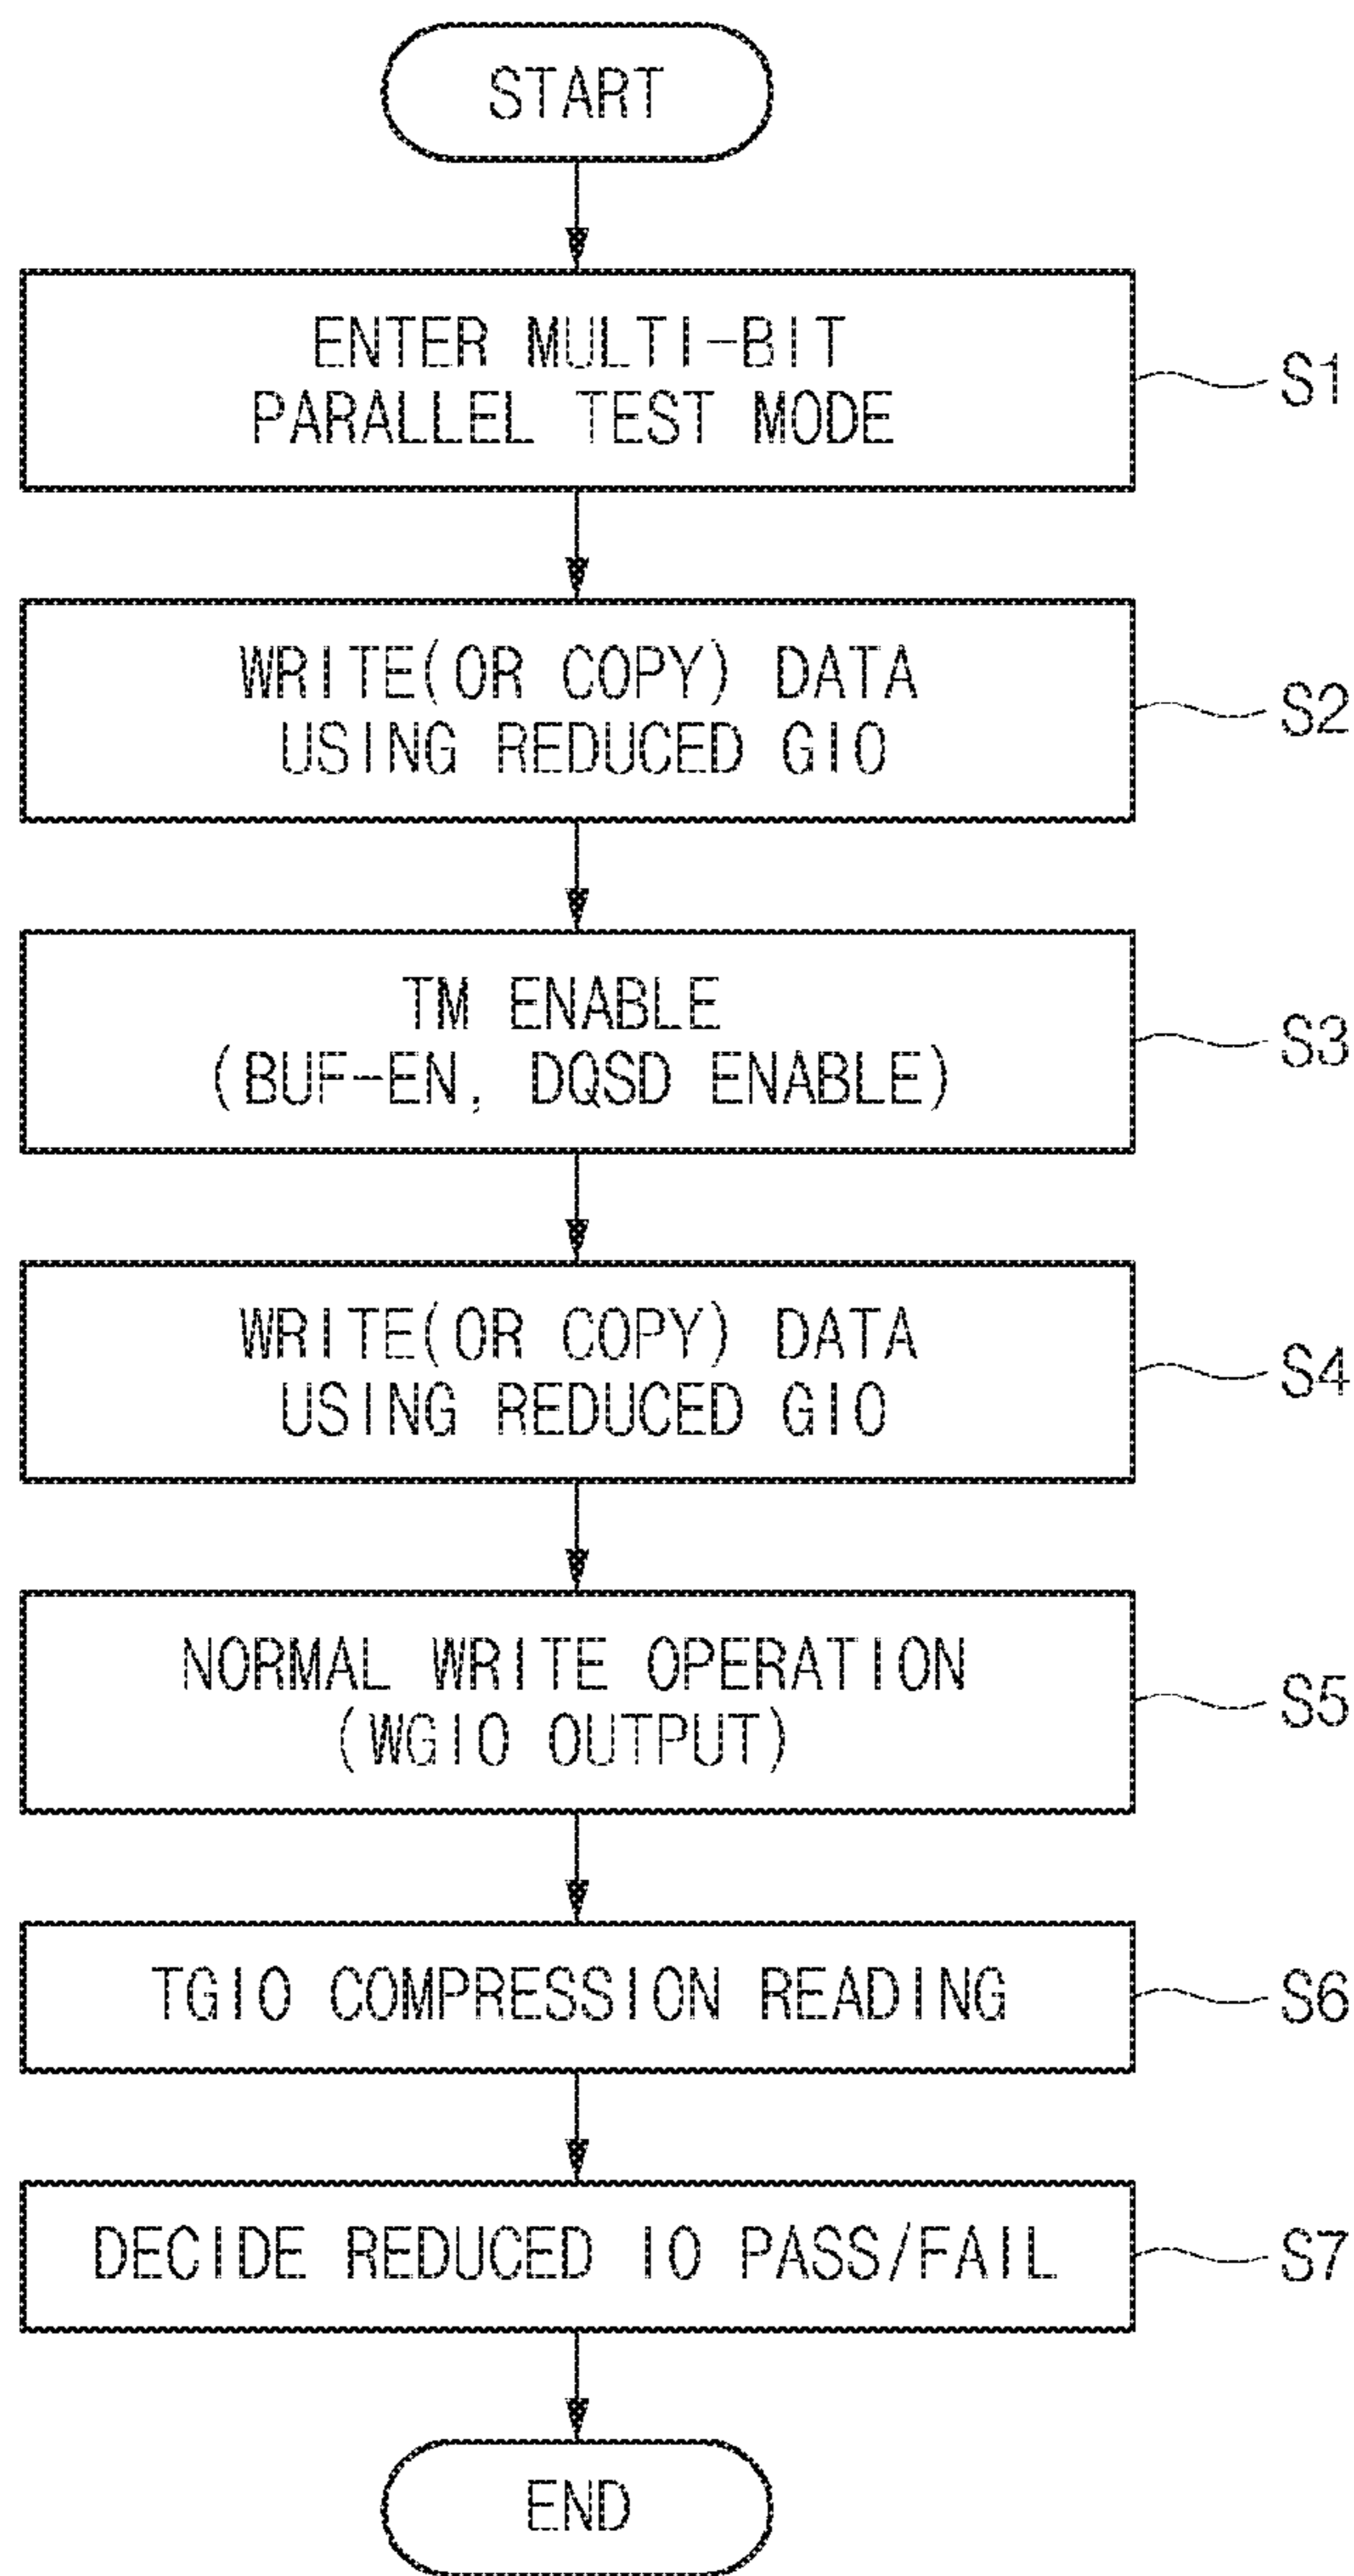 START
ENTER MULTI-BIT
PARALLEL TEST MODE
S1
WRITE(OR COPY) DATA
USING REDUCED GIO
S2
TM ENABLE
(BUF-EN, DQSD ENABLE)
S3
WRITE(OR COPY) DATA
USING REDUCED GIO
S4
NORMAL WRITE OPERATION
(WGIO OUTPUT)
S5
TGIO COMPRESSION READING
S6
DECIDE REDUCED IO PASS/FAIL
S7
END